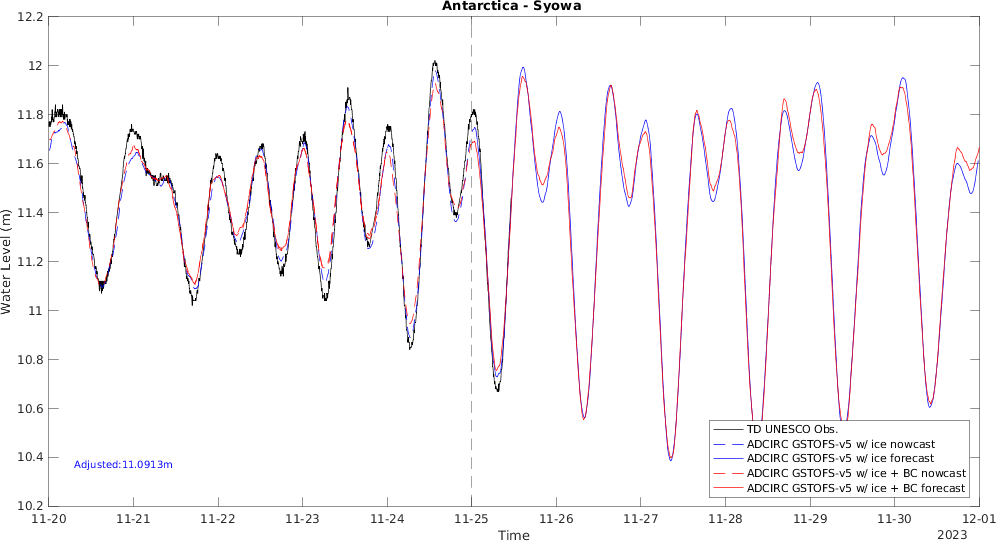 Antarctica - Syowa
12.2
12
11.8
11.6
11.4
11.2
11
10.8
10.6
10.4
10.2
Water Level (m)
Adjusted:11.0913m
TD UNESCO Obs.
ADCIRC GSTOFS-v5 w/ ice nowcast
ADCIRC GSTOFS-v5 w/ ice forecast
ADCIRC GSTOFS-v5 w/ ice + BC nowcast
ADCIRC GSTOFS-v5 w/ ice + BC forecast
11-20 11-21 11-22 11-23 11-24 11-25 11-26 11-27 11-28 11-29 11-30 12-01
Time
2023